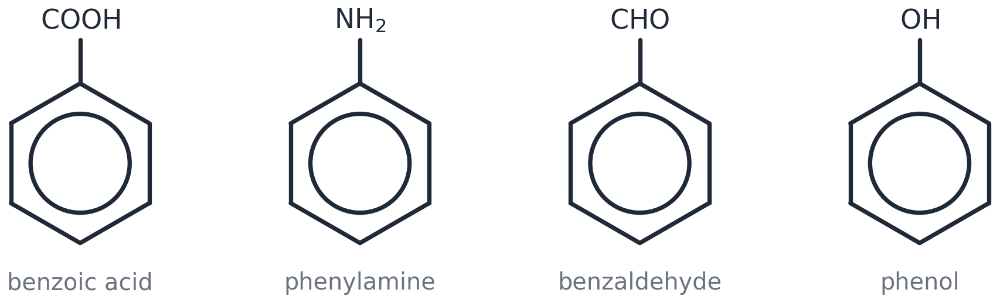 COOH NH₂ CHO OH
benzoic acid phenylamine benzaldehyde phenol